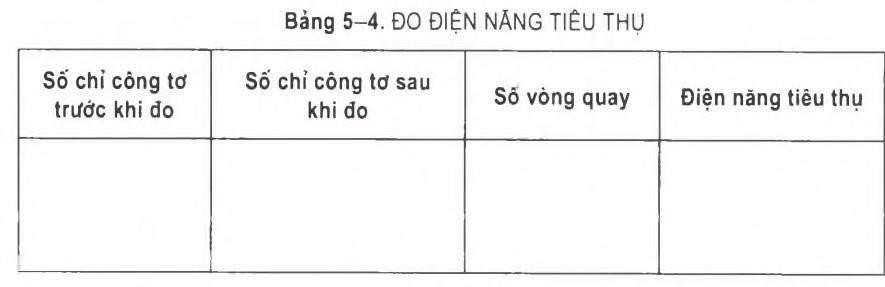 Bảng 5–4. ĐO ĐIỆN NĂNG TIÊU THỤ
Số chỉ công tơ
trước khi đo
Số chỉ công tơ sau
khi đo
Số vòng quay
Điện năng tiêu thụ